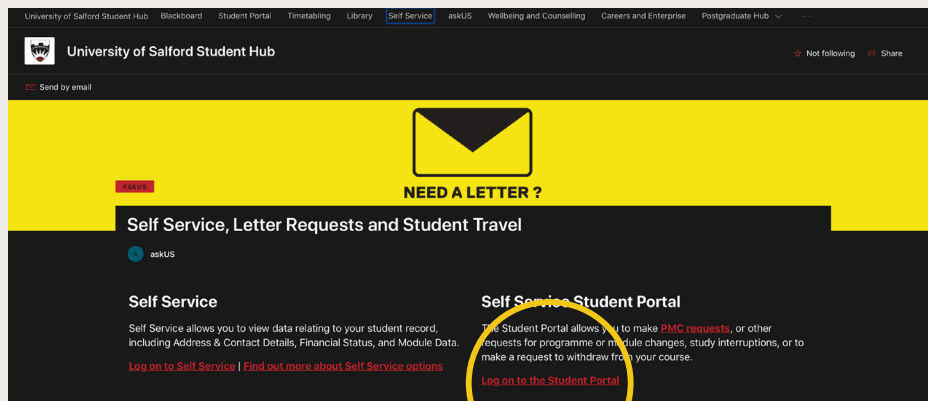 University of Salford Student Hub Blackboard Student Portal Timetabling Library Self Service askUS Wellbeing and Counselling Careers and Enterprise Postgraduate Hub ...
University of Salford Student Hub
Not following Share
Send by email
NEED A LETTER ?
ASKUS
Self Service, Letter Requests and Student Travel
A askUS
Self Service
Self Service allows you to view data relating to your student record,
including Address & Contact Details, Financial Status, and Module Data.
Log on to Self Service | Find out more about Self Service options
Self Service Student Portal
The Student Portal allows you to make PMC requests, or other
requests for programme or module changes, study interruptions, or to
make a request to withdraw from your course.
Log on to the Student Portal